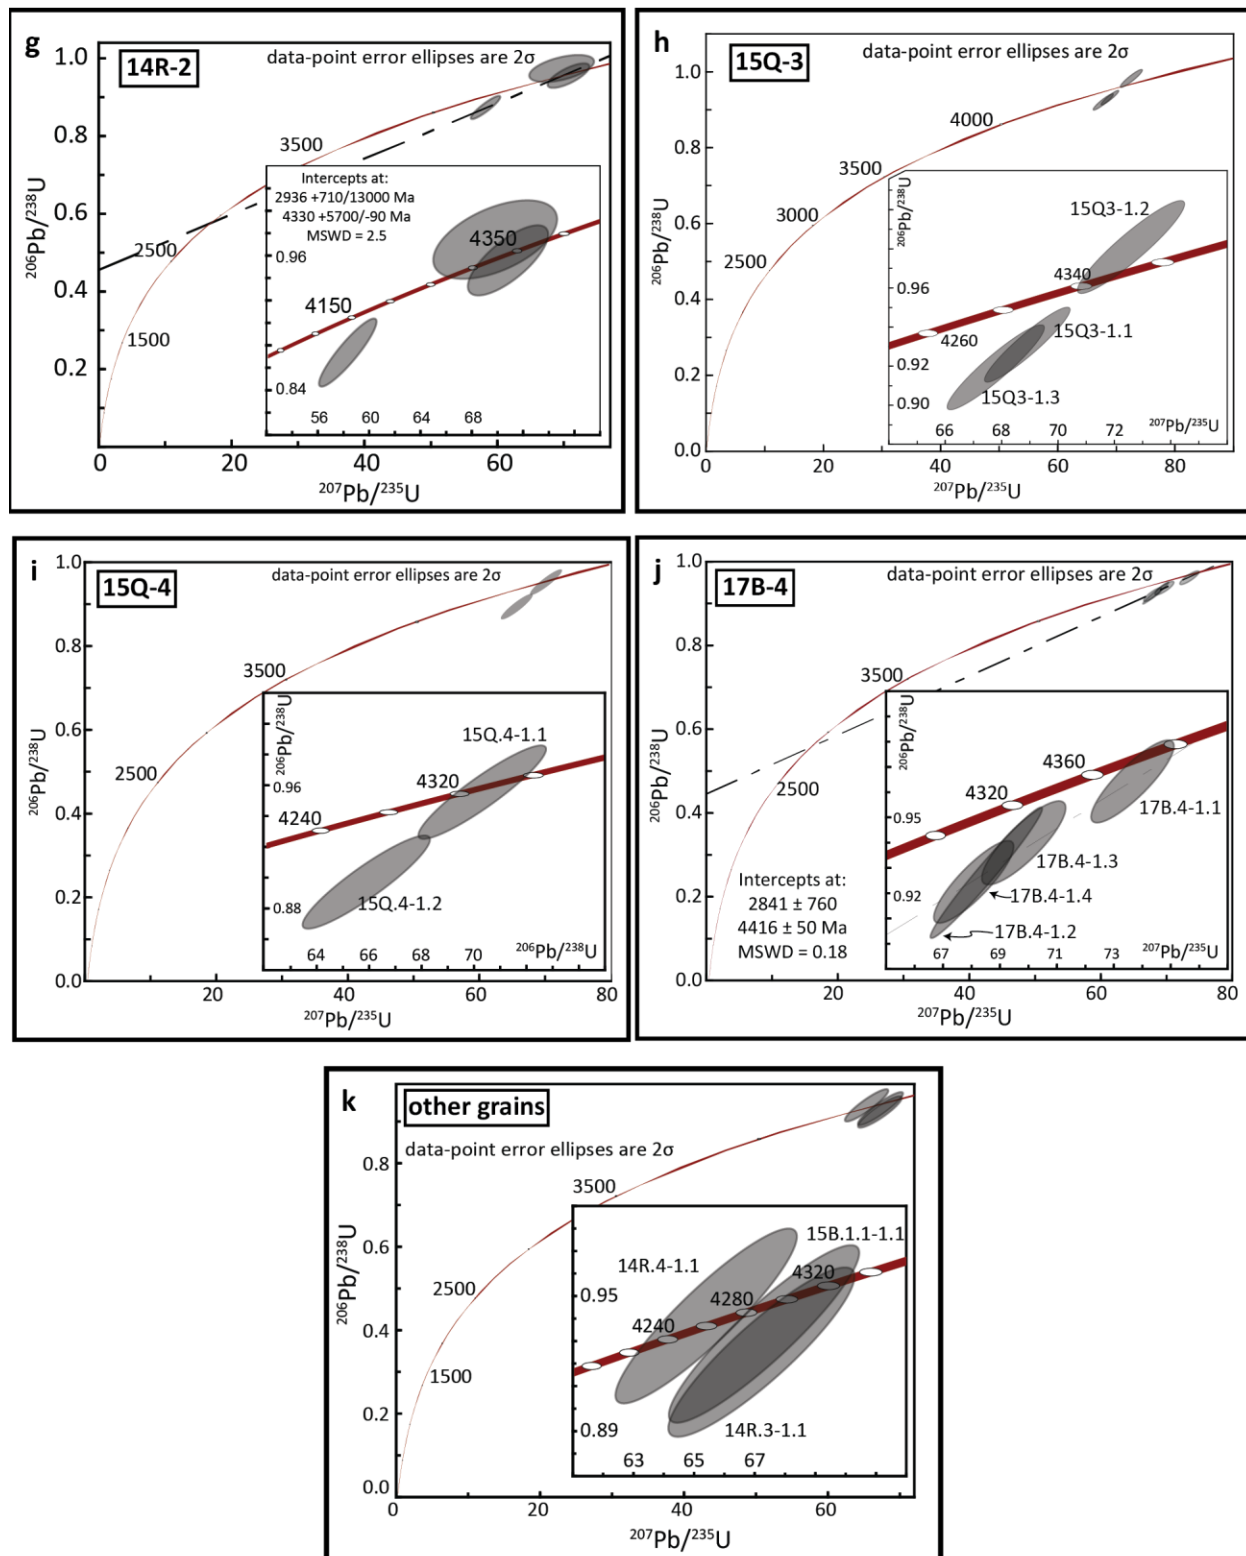 g
14R-2
data-point error ellipses are 2σ
1.0
0.8
0.6
0.4
0.2
0
20
40
60
1500
2500
3500
206Pb/238U
207Pb/235U
Intercepts at:
2936 +710/13000 Ma
4330 +5700/-90 Ma
MSWD = 2.5
0.96
0.84
4350
4150
56
60
64
68
h
15Q-3
data-point error ellipses are 2σ
1.0
0.8
0.6
0.4
0.2
0.0
0
20
40
60
80
2500
3000
3500
4000
206Pb/238U
207Pb/235U
206Pb/238U
15Q3-1.2
4340
0.96
15Q3-1.1
4260
0.92
15Q3-1.3
0.90
66
68
70
72
207Pb/235U
i
15Q-4
data-point error ellipses are 2σ
1.0
0.8
0.6
0.4
0.2
0.0
0
20
40
60
80
2500
3500
206Pb/238U
207Pb/235U
206Pb/238U
15Q.4-1.1
0.96
4320
4240
0.88
15Q.4-1.2
64
66
68
70
206Pb/238U
j
17B-4
data-point error ellipses are 2σ
1.0
0.8
0.6
0.4
0.2
0.0
20
40
60
80
2500
3500
206Pb/238U
207Pb/235U
Intercepts at:
2841 ± 760
4416 ± 50 Ma
MSWD = 0.18
206Pb/238U
4360
4320
0.95
17B.4-1.1
17B.4-1.3
0.92
17B.4-1.4
17B.4-1.2
67
69
71
73
207Pb/235U
k
other grains
data-point error ellipses are 2σ
0.8
0.6
0.4
0.2
0.0
0
20
40
60
1500
2500
3500
206Pb/238U
207Pb/235U
15B.1.1-1.1
14R.4-1.1
4320
0.95
4280
4240
0.89
14R.3-1.1
63
65
67